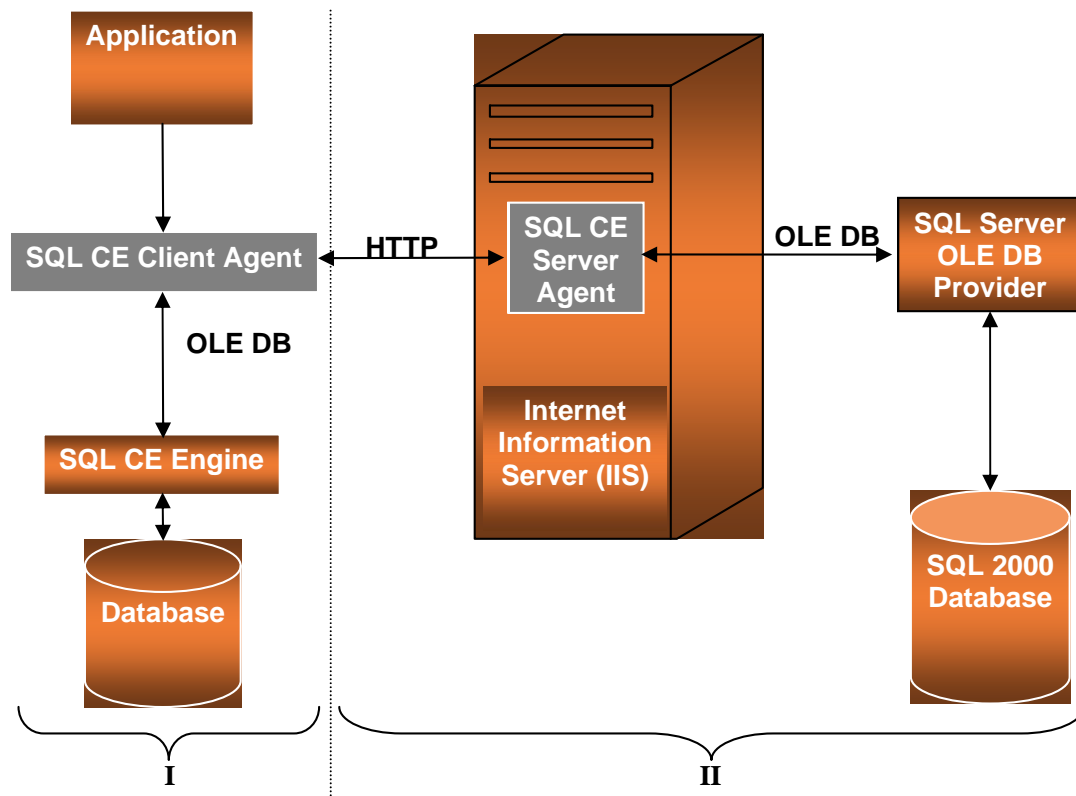 Application
SQL CE Client Agent
OLE DB
SQL CE Engine
Database
I
HTTP
SQL CE
Server
Agent
Internet
Information
Server (IIS)
OLE DB
SQL Server
OLE DB
Provider
SQL 2000
Database
II